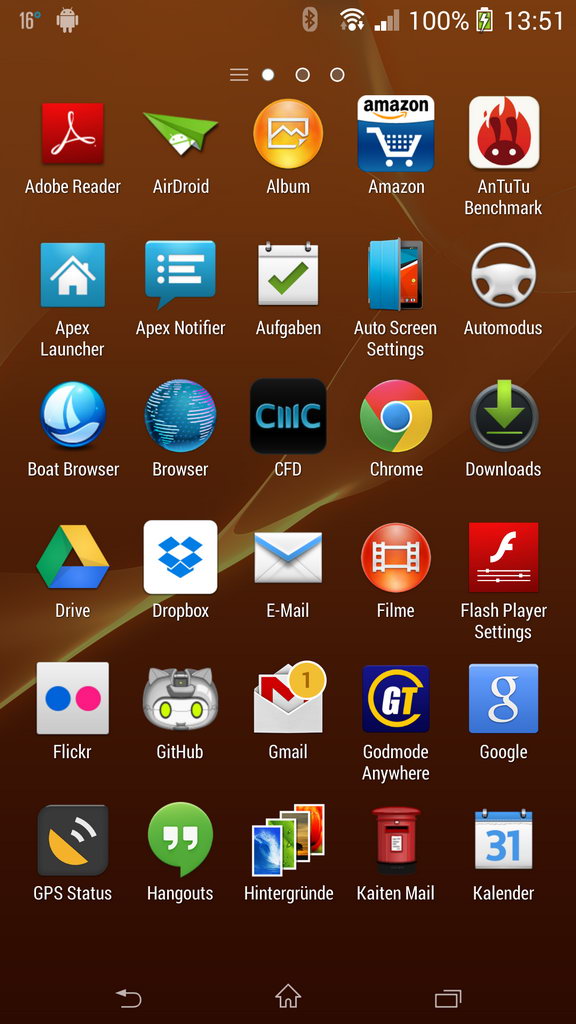 16° 100% 13:51
amazon
Adobe Reader AirDroid Album Amazon AnTuTu
Benchmark
Apex Apex Notifier Aufgaben Auto Screen Automodus
Launcher Settings
CMC
Boat Browser Browser CFD Chrome Downloads
Drive Dropbox E-Mail Filme Flash Player
Settings
1 GT g
Flickr GitHub Gmail Godmode Google
Anywhere
31
GPS Status Hangouts Hintergründe Kaiten Mail Kalender